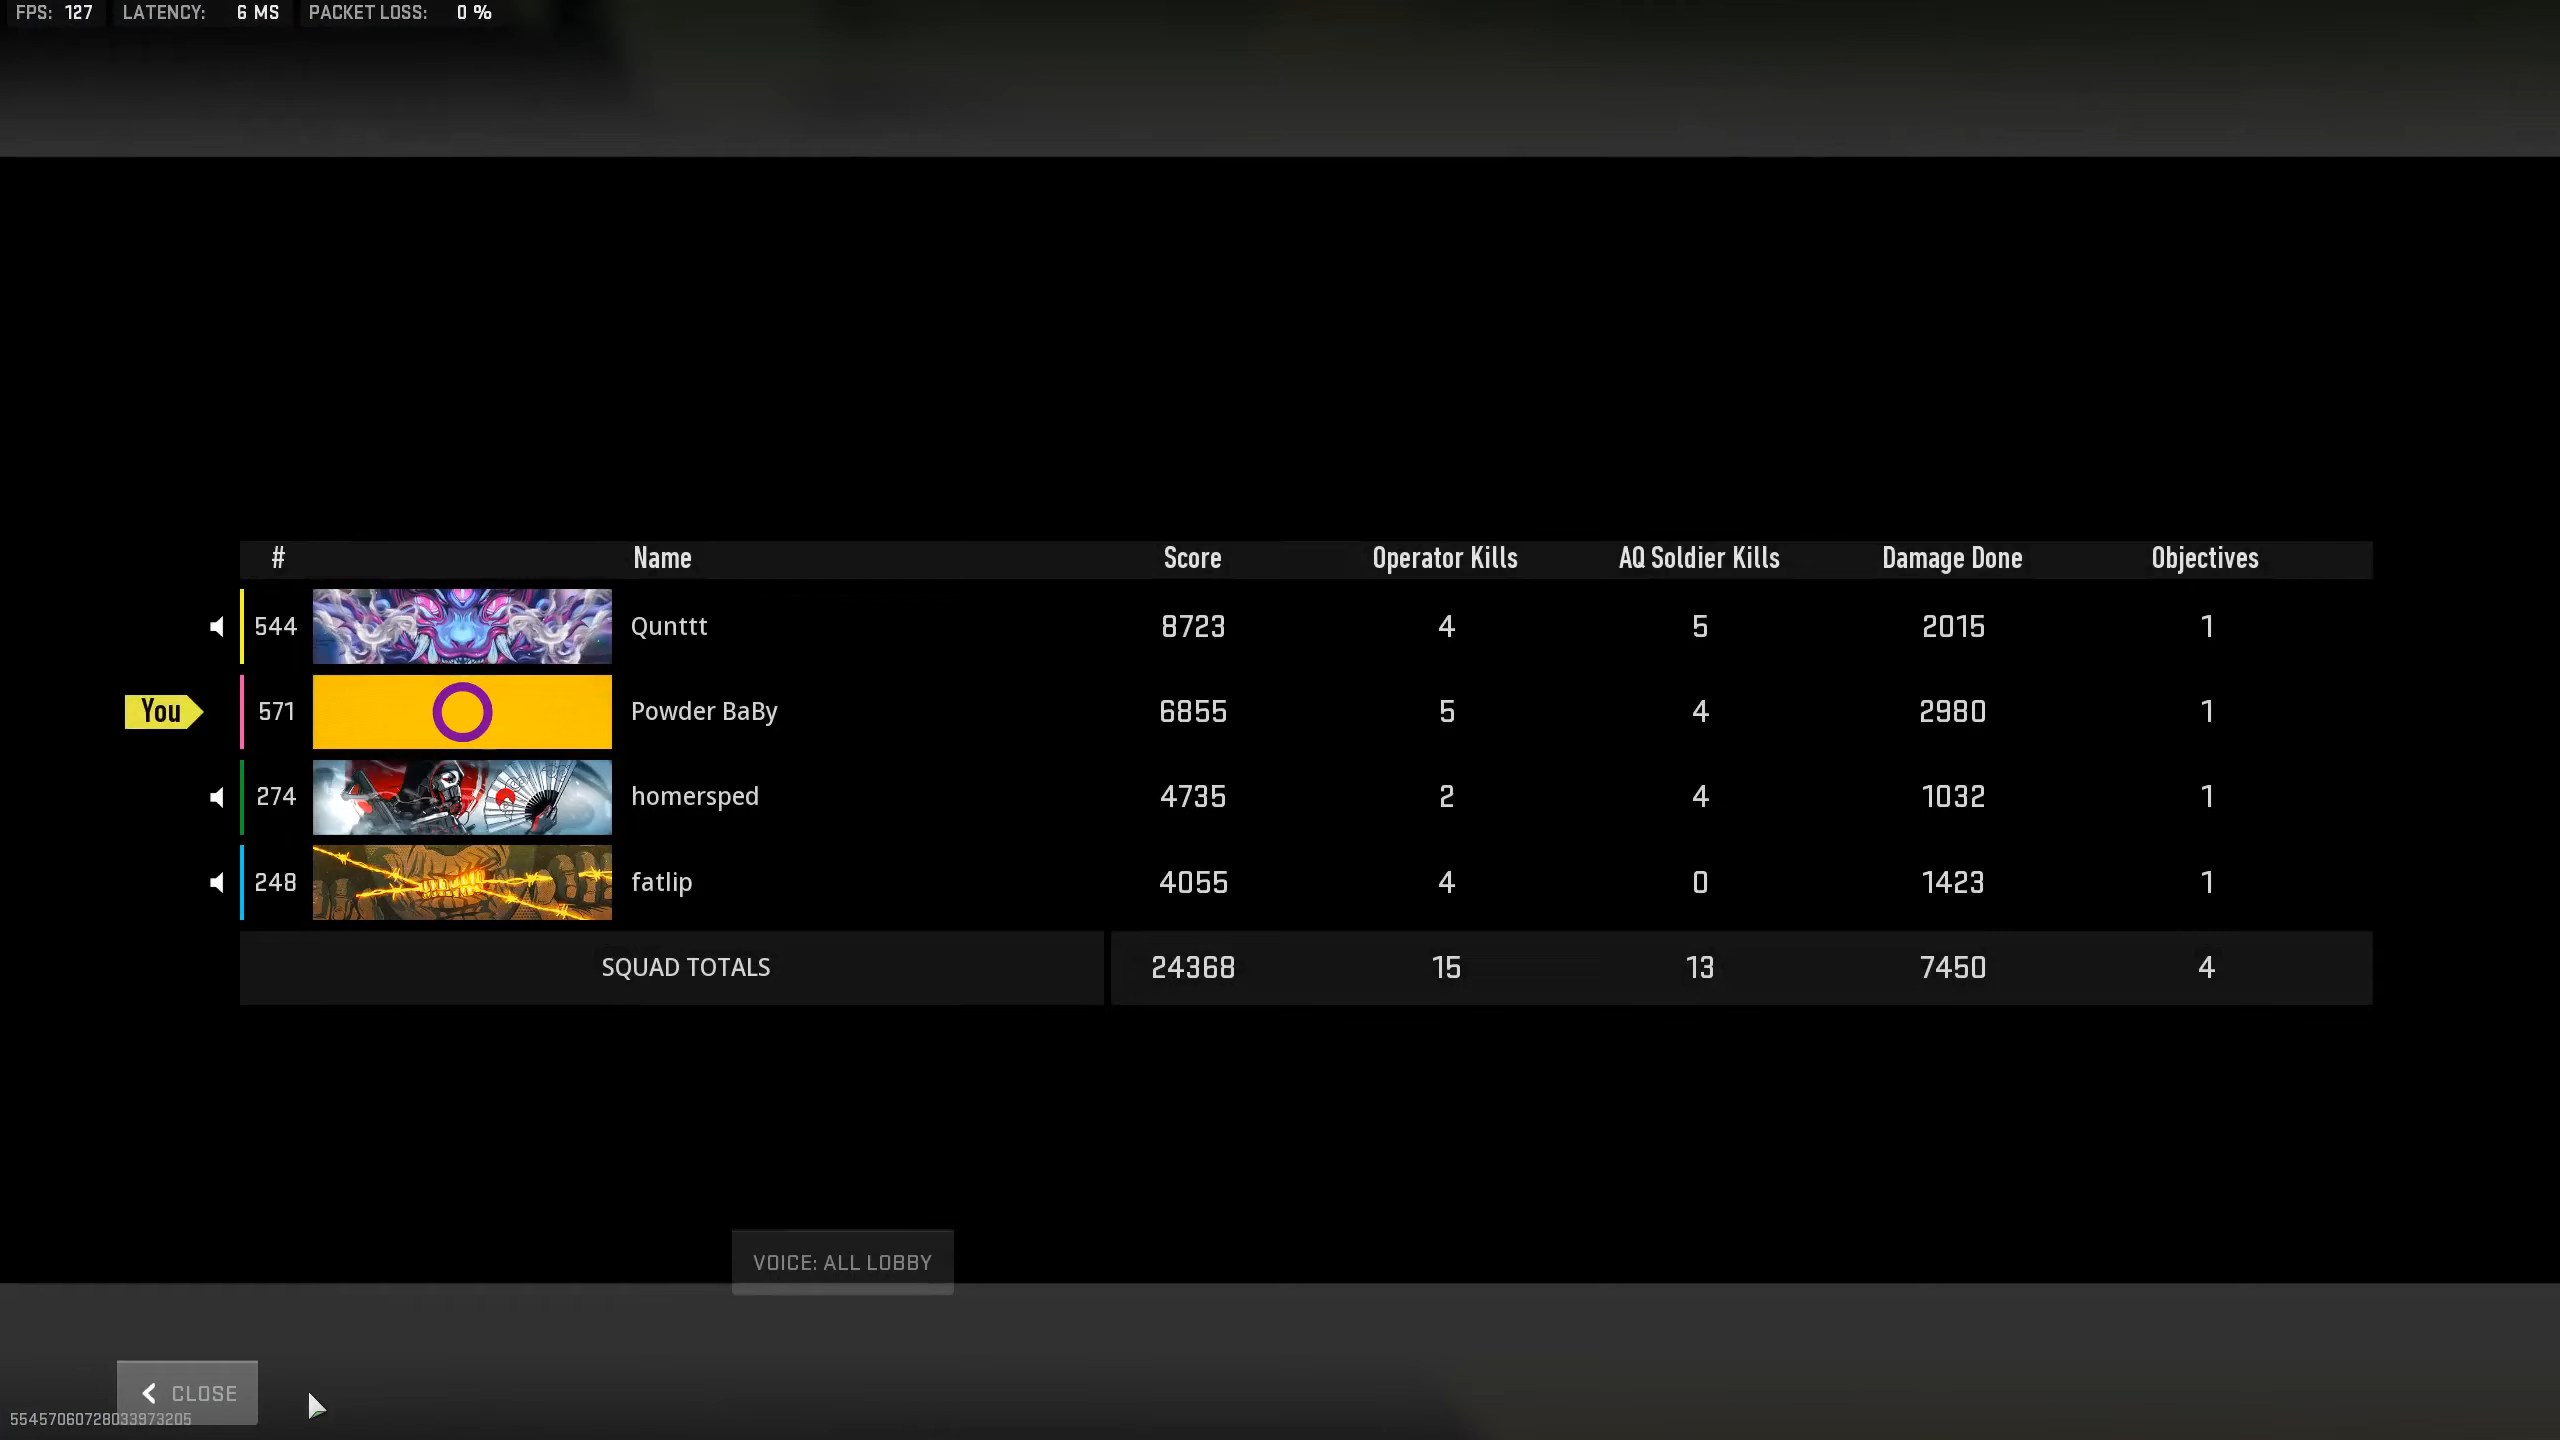 FPS: 127 LATENCY: 6 MS PACKET LOSS: 0 %
# Name Score Operator Kills AQ Soldier Kills Damage Done Objectives
544 Qunttt 8723 4 5 2015 1
You 571 Powder BaBy 6855 5 4 2980 1
274 homersped 4735 2 4 1032 1
248 fatlip 4055 4 0 1423 1
SQUAD TOTALS 24368 15 13 7450 4
VOICE: ALL LOBBY
CLOSE
55457060728033973205